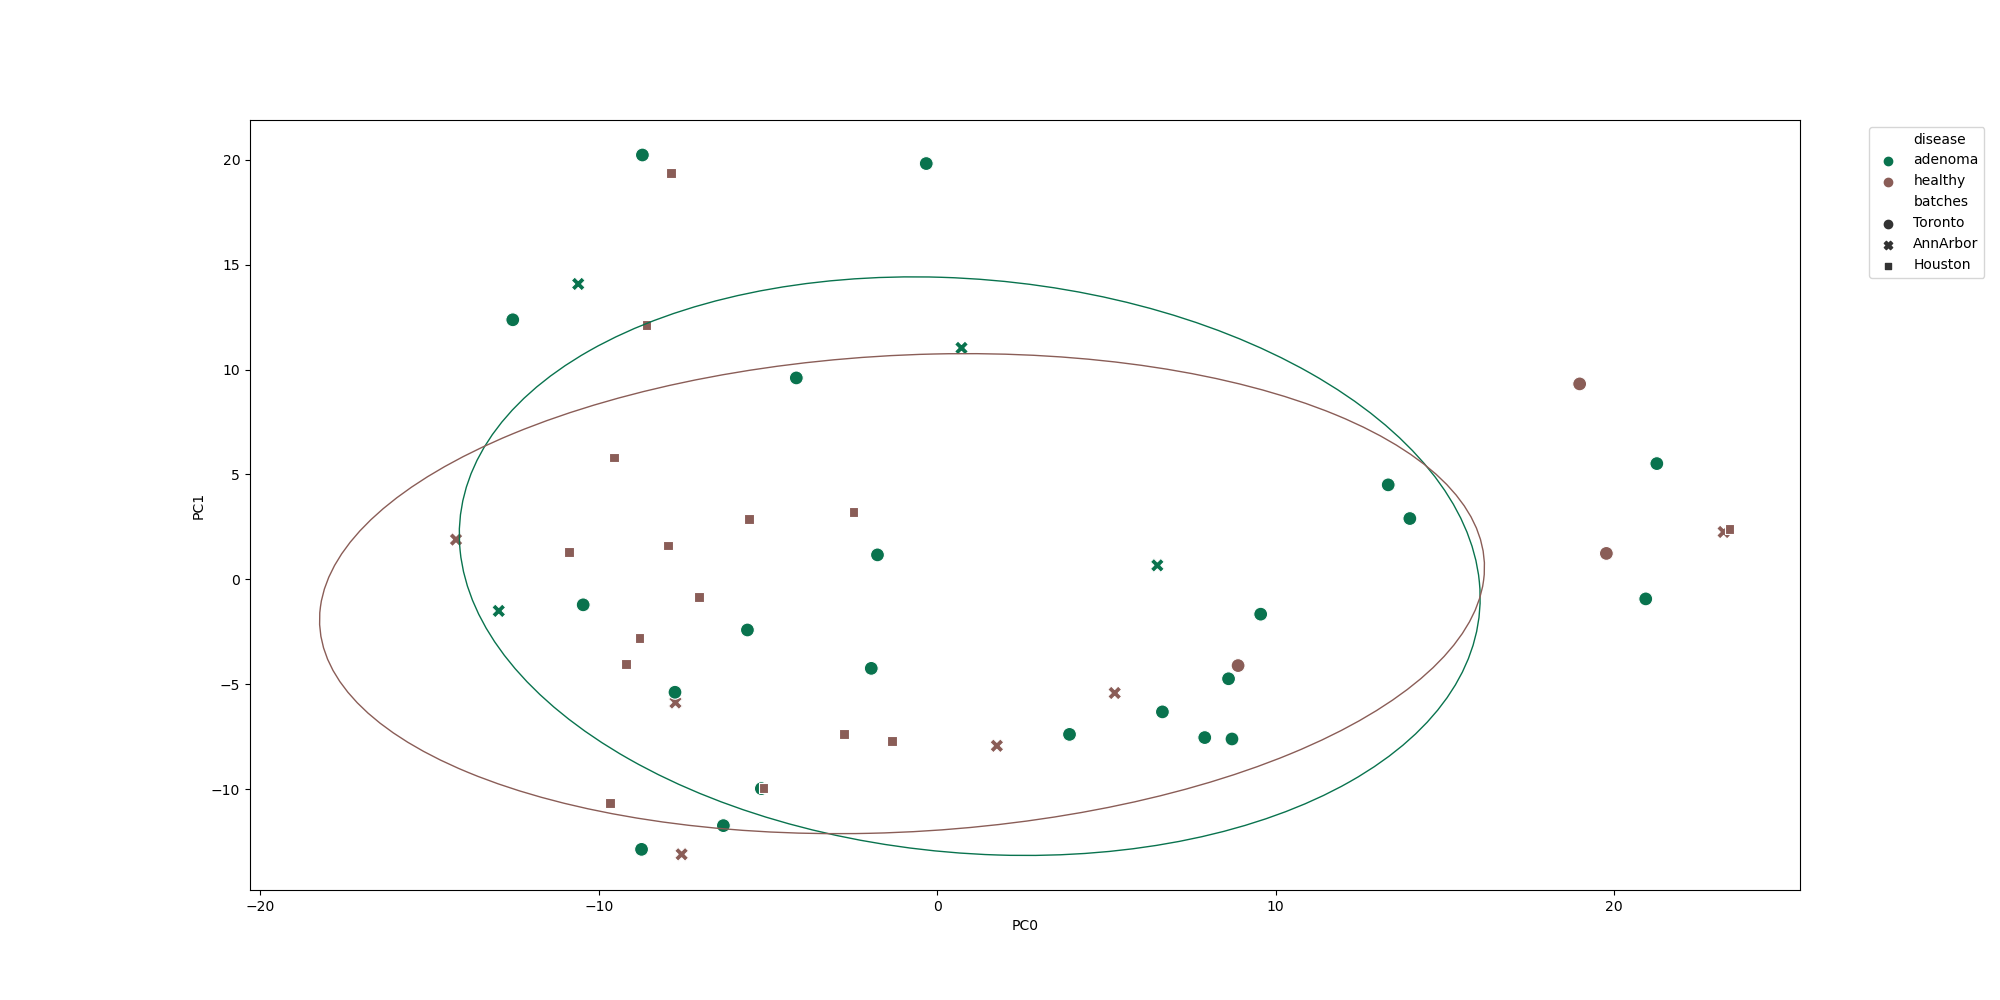 disease
adenoma
healthy
batches
Toronto
AnnArbor
Houston
20
15
10
5
0
−5
−10
PC1
−20
−10
0
10
20
PC0